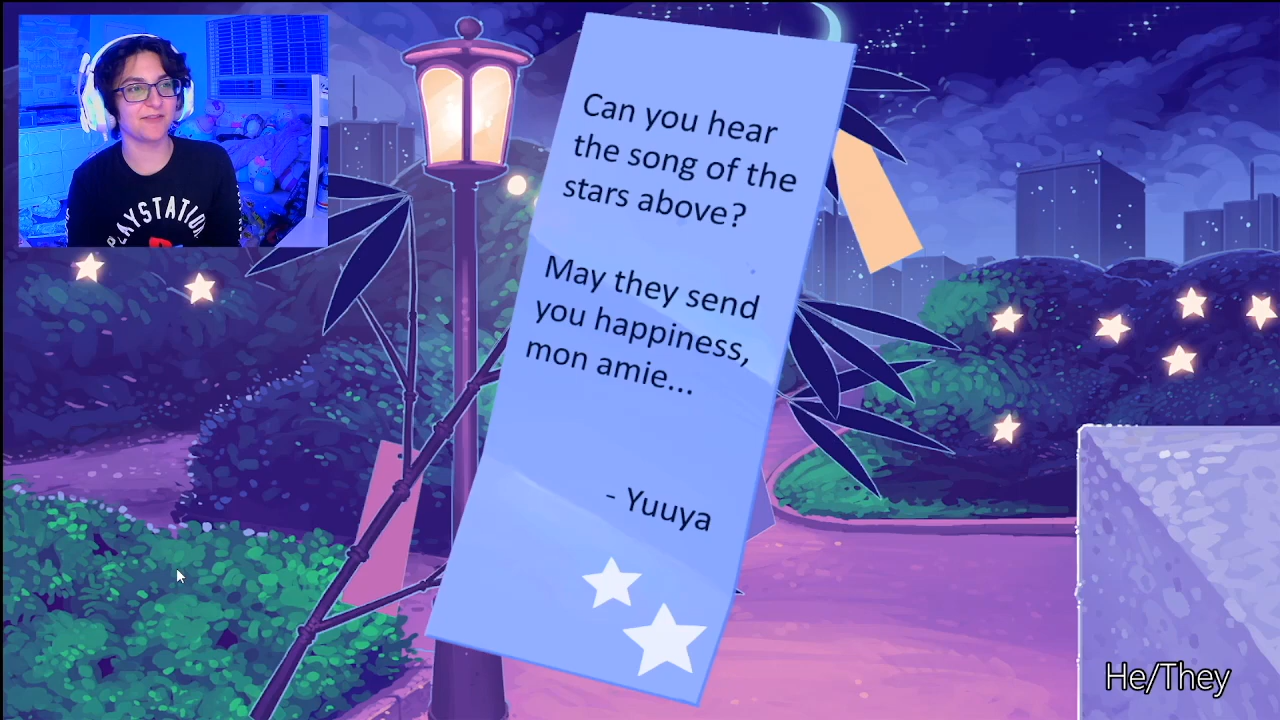 PLAYSTATION
Can you hear
the song of the
stars above?
May they send
you happiness,
mon amie...
- Yuuya
He/They